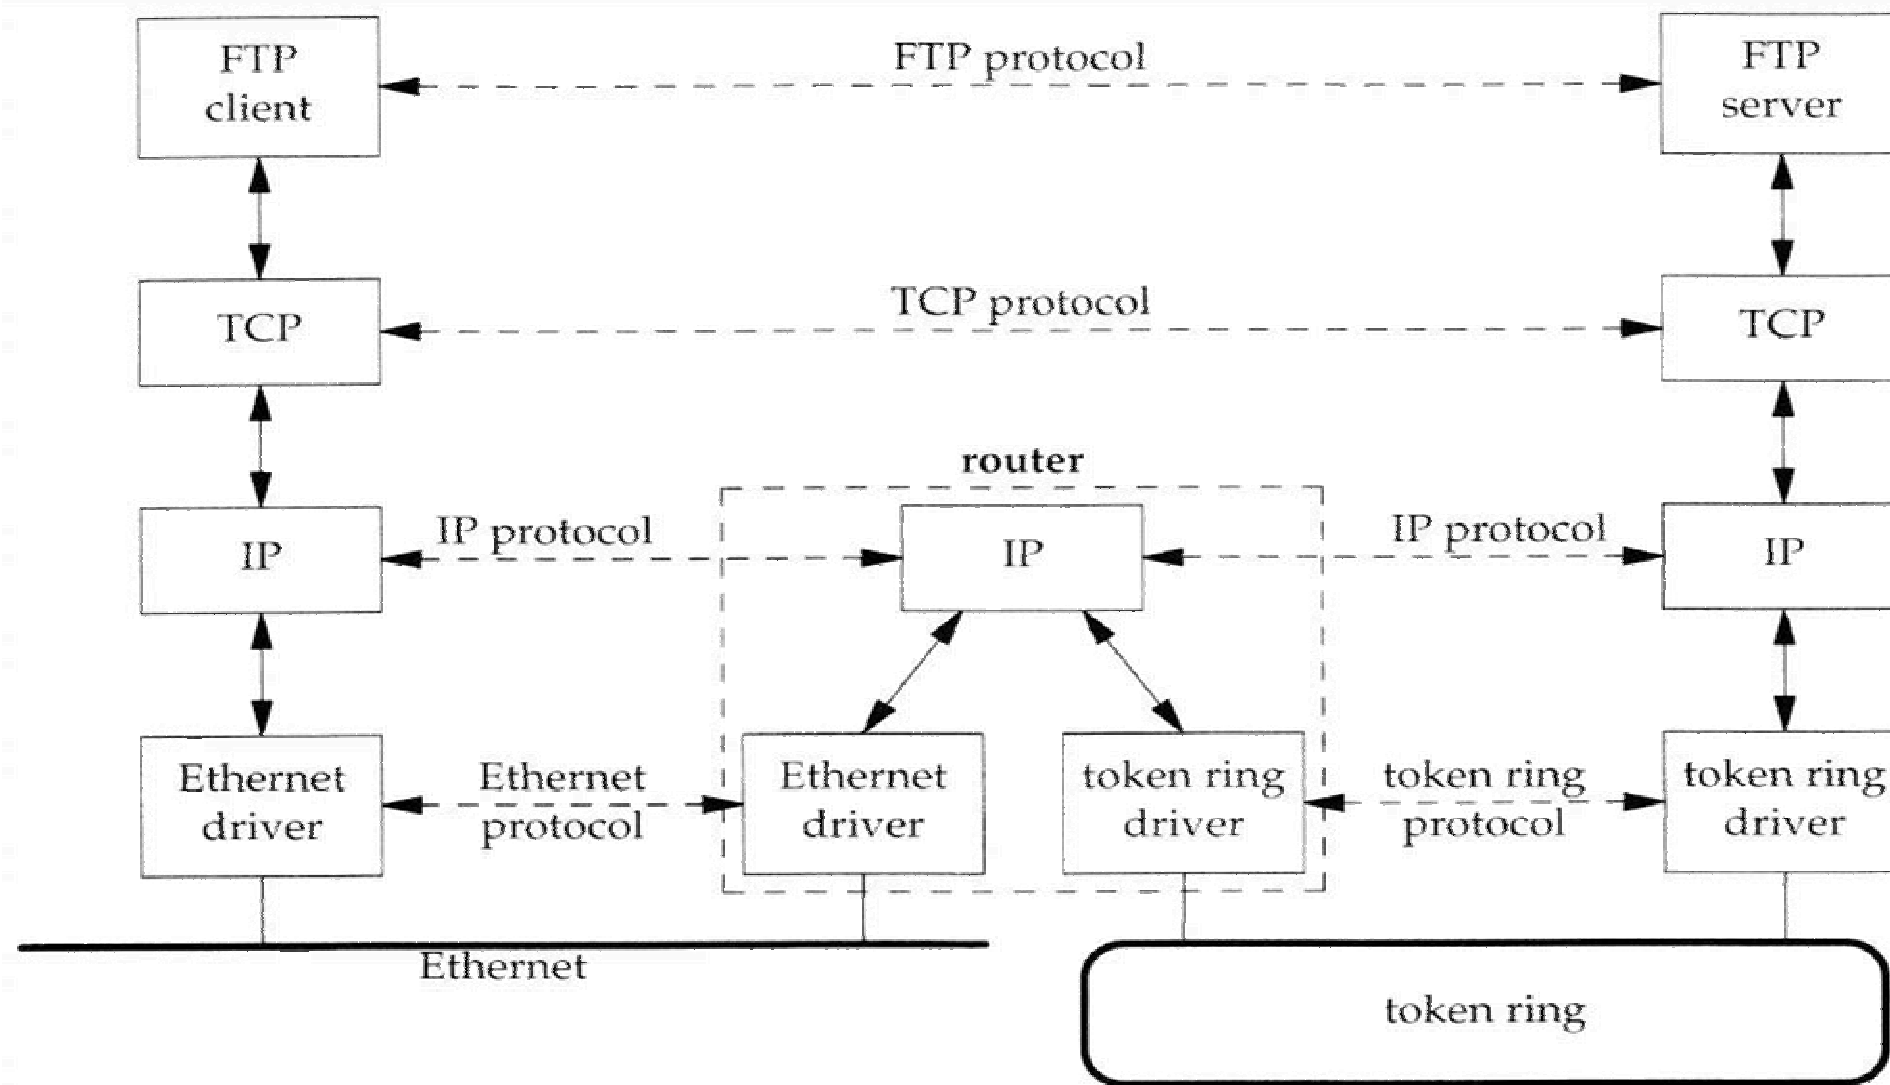 FTP
client
FTP protocol
FTP
server
TCP
TCP protocol
TCP
router
IP
IP protocol
IP
IP protocol
IP
Ethernet
driver
Ethernet
protocol
Ethernet
driver
token ring
driver
token ring
protocol
token ring
driver
Ethernet
token ring